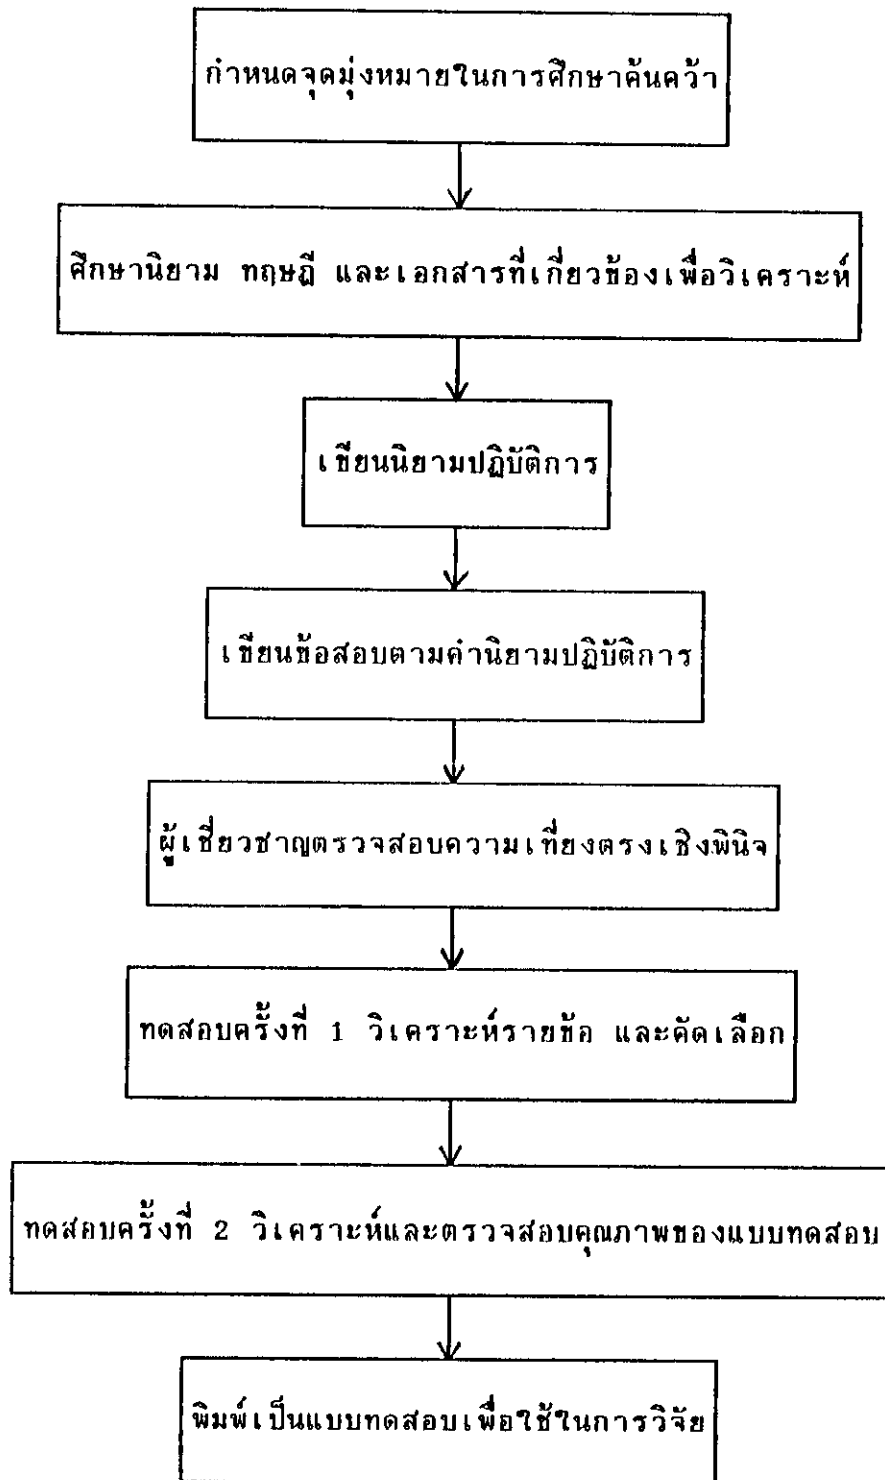 กำหนดจุดมุ่งหมายในการศึกษาค้นคว้า
ศึกษานิยาม ทฤษฎี และเอกสารที่เกี่ยวข้องเพื่อวิเคราะห์
เขียนนิยามปฏิบัติการ
เขียนข้อสอบตามคำนิยามปฏิบัติการ
ผู้เชี่ยวชาญตรวจสอบความเที่ยงตรงเชิงพินิจ
ทดสอบครั้งที่ 1 วิเคราะห์รายข้อ และคัดเลือก
ทดสอบครั้งที่ 2 วิเคราะห์และตรวจสอบคุณภาพของแบบทดสอบ
พิมพ์เป็นแบบทดสอบเพื่อใช้ในการวิจัย